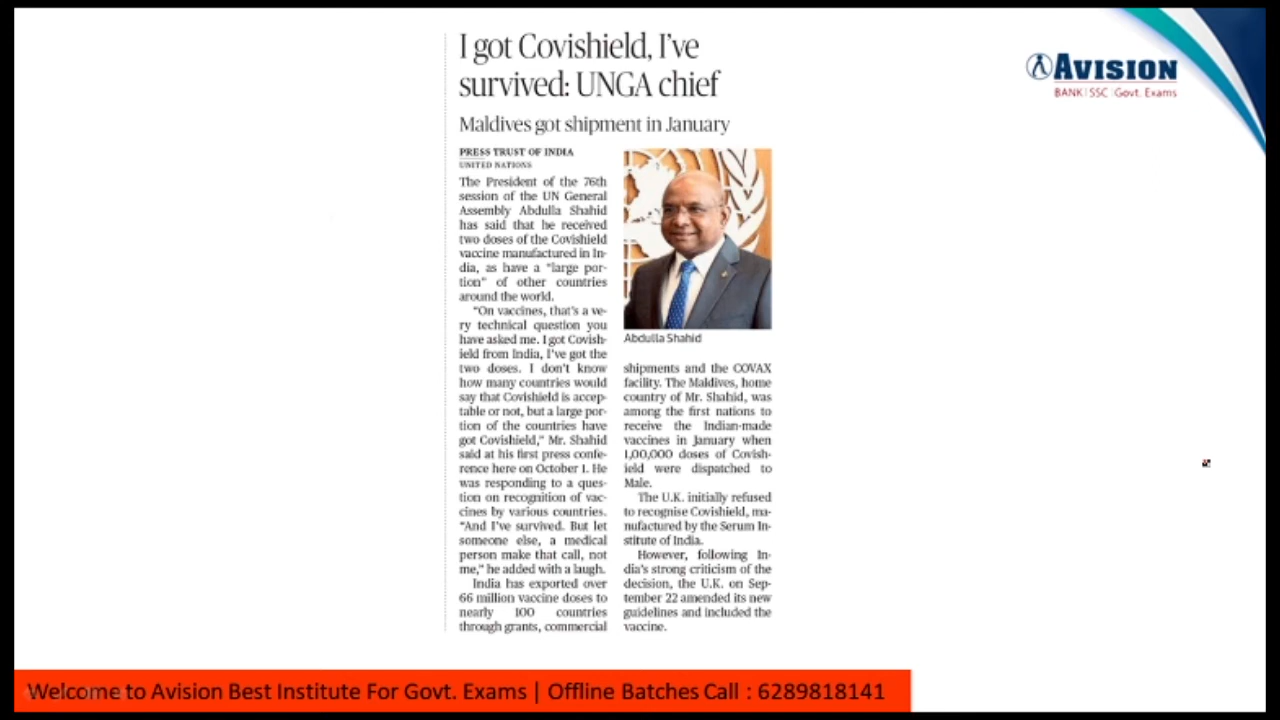 I got Covishield, I've
survived: UNGA chief
Maldives got shipment in January
PRESS TRUST OF INDIA
UNITED NATIONS
The President of the 76th
session of the UN General
Assembly Abdulla Shahid
has said that he received
two doses of the Covishield
vaccine manufactured in In-
dia, as have a "large por-
tion" of other countries
around the world.
"On vaccines, that's a ve-
ry technical question you
have asked me. I got Covish-
ield from India, I've got the
two doses. I don't know
how many countries would
say that Covishield is accep-
table or not, but a large por-
tion of the countries have
got Covishield," Mr. Shahid
said at his first press confe-
rence here on October 1. He
was responding to a ques-
tion on recognition of vac-
cines by various countries.
"And I've survived. But let
someone else, a medical
person make that call, not
me," he added with a laugh.
India has exported over
66 million vaccine doses to
nearly 100 countries
through grants, commercial
Abdulla Shahid
shipments and the COVAX
facility. The Maldives, home
country of Mr. Shahid, was
among the first nations to
receive the Indian-made
vaccines in January when
1,00,000 doses of Covish-
ield were dispatched to
Male.
The U.K. initially refused
to recognise Covishield, ma-
nufactured by the Serum In-
stitute of India.
However, following In-
dia's strong criticism of the
decision, the U.K. on Sep-
tember 22 amended its new
guidelines and included the
vaccine.
AVISION
BANK|SSC|Govt. Exams
Welcome to Avision Best Institute For Govt. Exams | Offline Batches Call : 6289818141